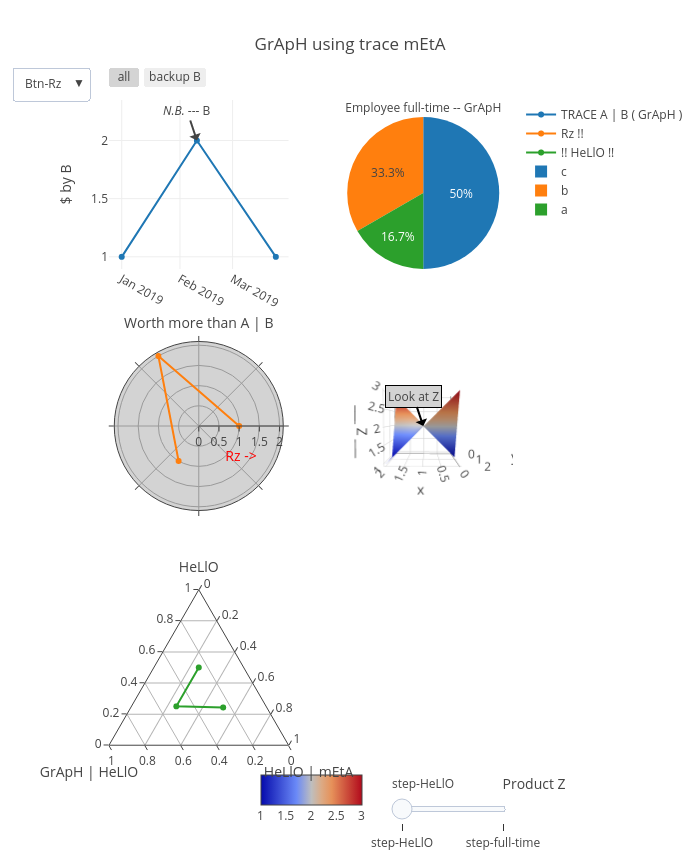 GrApH using trace mEtA
Btn-Rz ▼
all
backup B
N.B. --- B
$ by B
2
1.5
1
Jan 2019
Feb 2019
Mar 2019
Employee full-time -- GrApH
50%
33.3%
16.7%
TRACE A | B ( GrApH )
Rz !!
!! HeLlO !!
c
b
a
Worth more than A | B
0 0.5 1 1.5 2
Rz ->
Look at Z
Z
3
2.5
2
1.5
2 1.5 1 0.5 0
x
0 1 2
HeLlO
1
0.8
0.6
0.4
0.2
0
0
0.2
0.4
0.6
0.8
1
1 0.8 0.6 0.4 0.2 0
GrApH | HeLlO
HeLlO | mEtA
1 1.5 2 2.5 3
step-HeLlO
Product Z
step-HeLlO
step-full-time